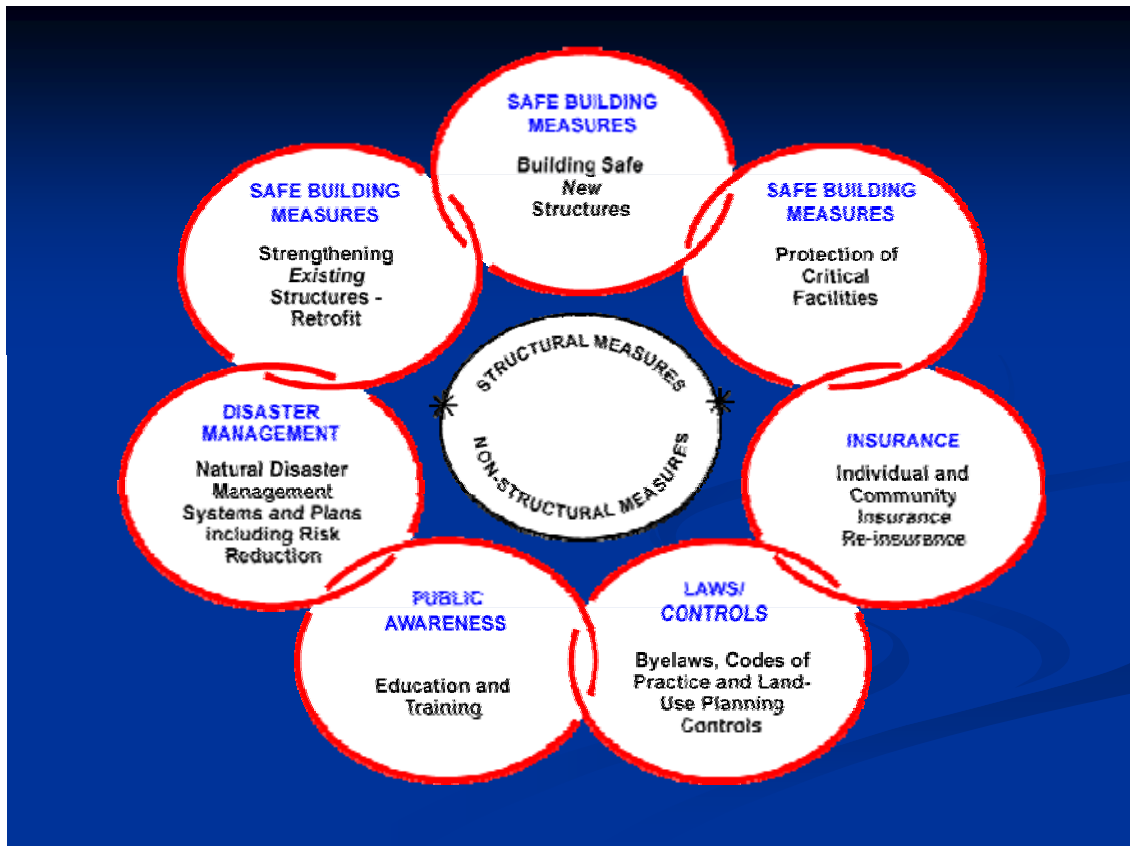 SAFE BUILDING
MEASURES
Building Safe
New
Structures
SAFE BUILDING
MEASURES
Strengthening
Existing
Structures -
Retrofit
SAFE BUILDING
MEASURES
Protection of
Critical
Facilities
STRUCTURAL MEASURES
NON-STRUCTURAL MEASURES
DISASTER
MANAGEMENT
Natural Disaster
Management
Systems and Plans
including Risk
Reduction
INSURANCE
Individual and
Community
Insurance
Re-insurance
PUBLIC
AWARENESS
Education and
Training
LAWS/
CONTROLS
Byelaws, Codes of
Practice and Land-
Use Planning
Controls